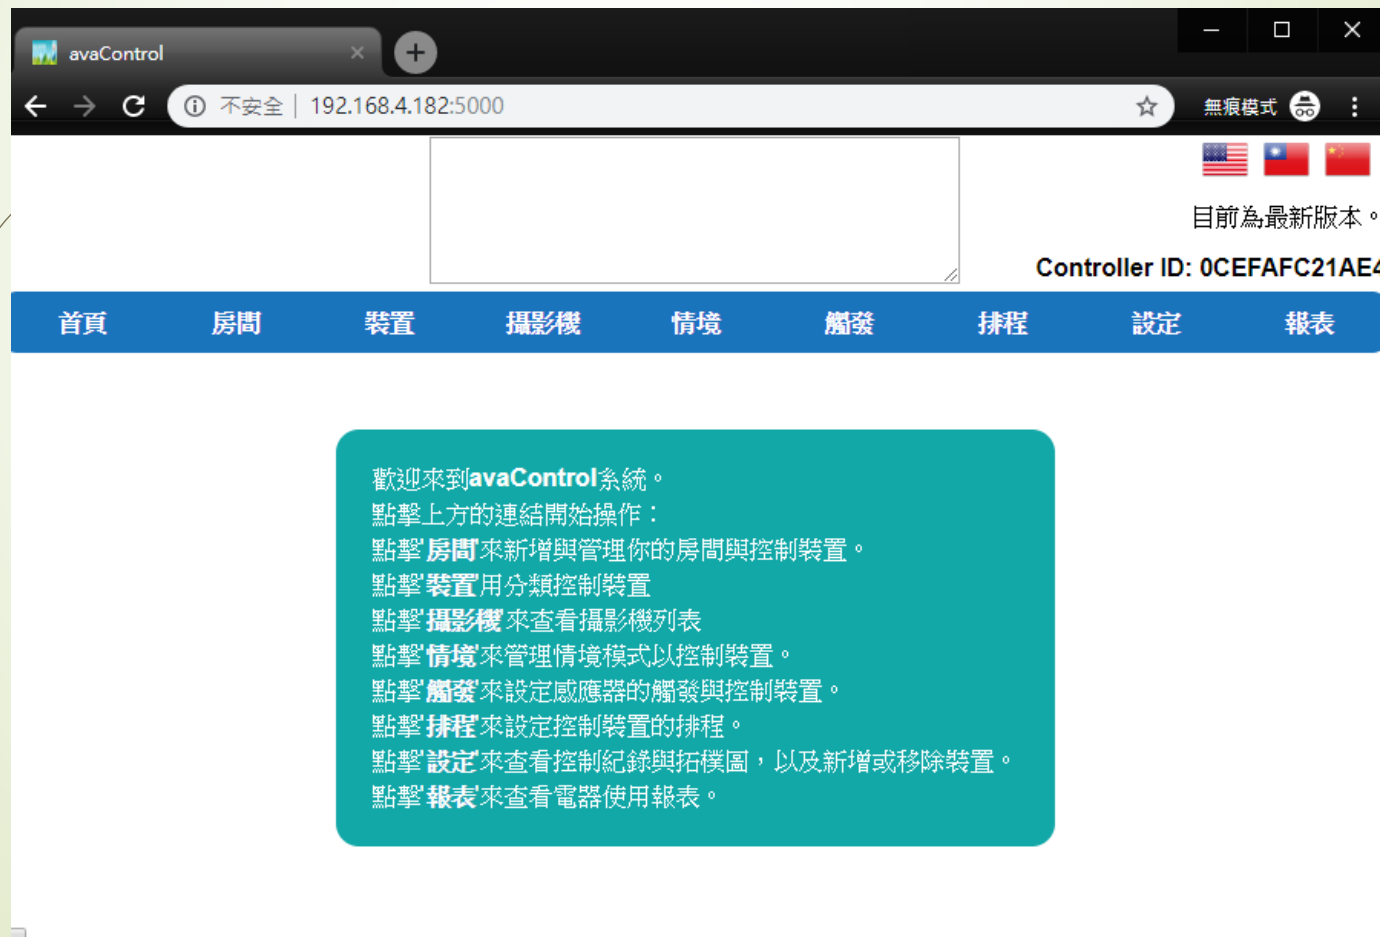 avaControl
不安全 | 192.168.4.182:5000
無痕模式
目前為最新版本。
Controller ID: 0CEFAFC21AE4
首頁 房間 裝置 攝影機 情境 觸發 排程 設定 報表
歡迎來到avaControl系統。
點擊上方的連結開始操作：
點擊'房間'來新增與管理你的房間與控制裝置。
點擊'裝置'用分類控制裝置
點擊'攝影機'來查看攝影機列表
點擊'情境'來管理情境模式以控制裝置。
點擊'觸發'來設定感應器的觸發與控制裝置。
點擊'排程'來設定控制裝置的排程。
點擊'設定'來查看控制紀錄與拓樸圖，以及新增或移除裝置。
點擊'報表'來查看電器使用報表。